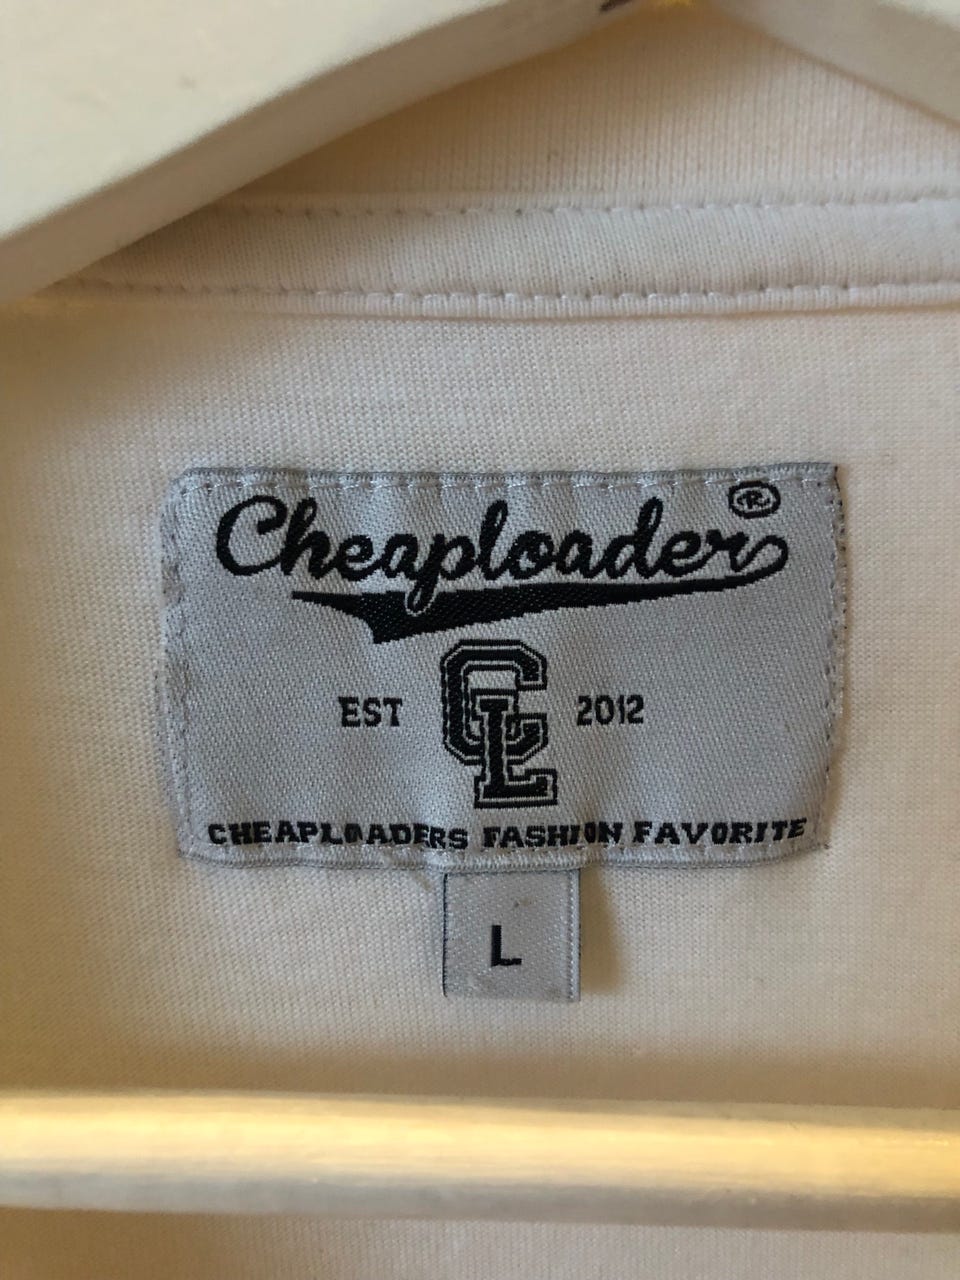 Cheaploader®
EST CL 2012
CHEAPLOADERS FASHION FAVORITE
L